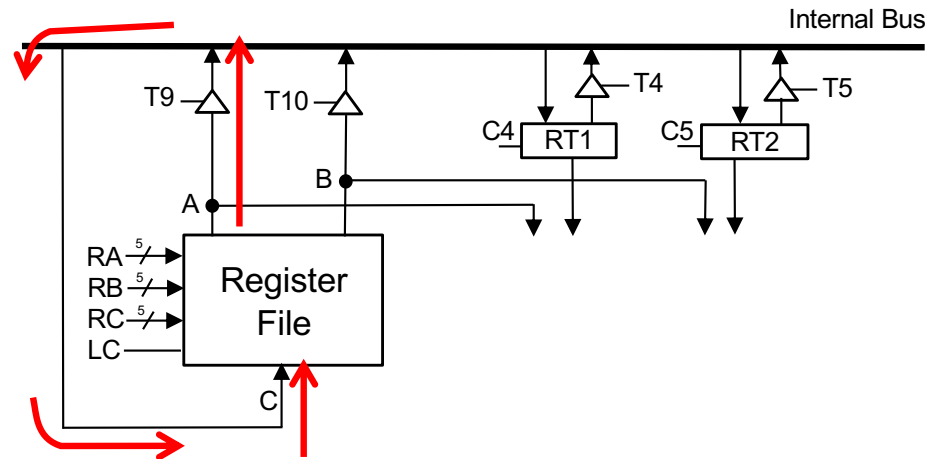 Internal Bus
T9
T10
T4
T5
C4
RT1
C5
RT2
B
A
RA 5
RB 5
RC 5
LC
Register
File
C